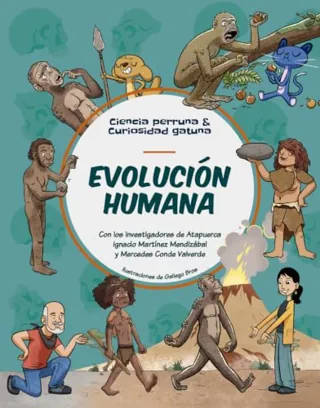 Ciencia perruna &
Curiosidad gatuna
EVOLUCIÓN
HUMANA
Con los investigadores de Atapuerca
Ignacio Martínez Mendizábal
y Mercedes Conde Valverde
Ilustraciones de Gallego Bros